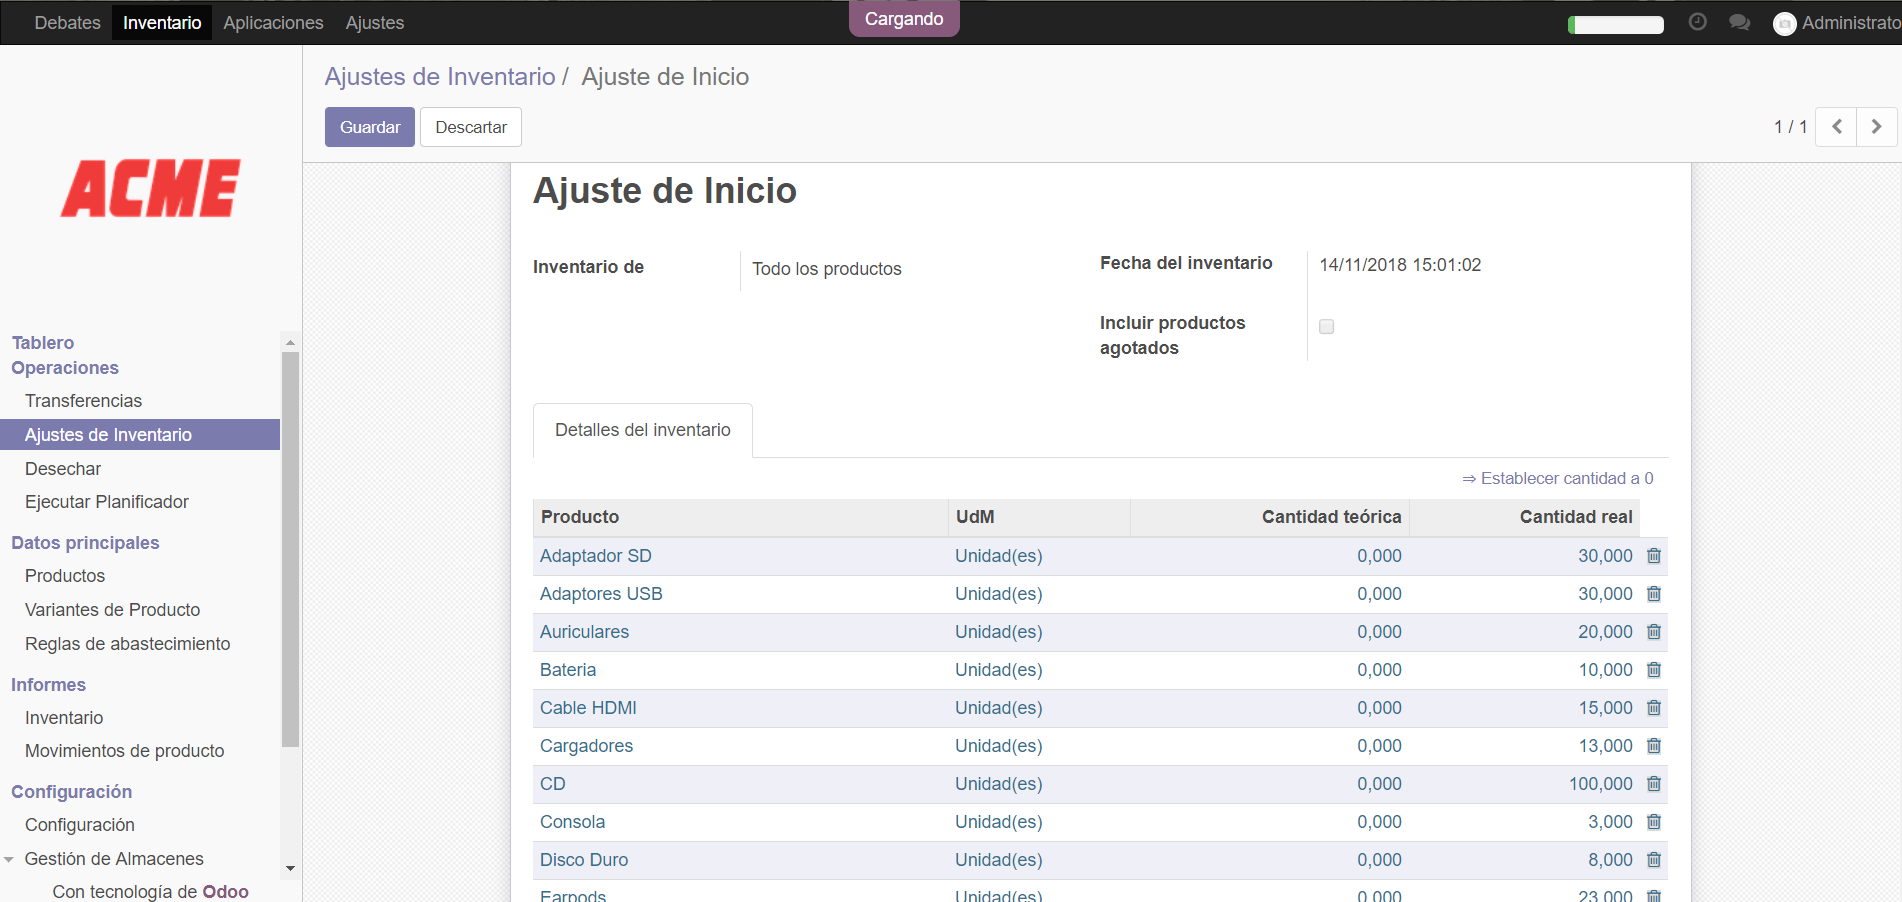 Debates Inventario Aplicaciones Ajustes Cargando Administrato
Ajustes de Inventario / Ajuste de Inicio
Guardar Descartar 1 / 1
ACME
Tablero
Operaciones
Transferencias
Ajustes de Inventario
Desechar
Ejecutar Planificador
Datos principales
Productos
Variantes de Producto
Reglas de abastecimiento
Informes
Inventario
Movimientos de producto
Configuración
Configuración
Gestión de Almacenes
Con tecnología de Odoo
Ajuste de Inicio
Inventario de Todo los productos
Fecha del inventario 14/11/2018 15:01:02
Incluir productos
agotados
Detalles del inventario
⇒ Establecer cantidad a 0
Producto UdM Cantidad teórica Cantidad real
Adaptador SD Unidad(es) 0,000 30,000
Adaptores USB Unidad(es) 0,000 30,000
Auriculares Unidad(es) 0,000 20,000
Bateria Unidad(es) 0,000 10,000
Cable HDMI Unidad(es) 0,000 15,000
Cargadores Unidad(es) 0,000 13,000
CD Unidad(es) 0,000 100,000
Consola Unidad(es) 0,000 3,000
Disco Duro Unidad(es) 0,000 8,000
Earpods Unidad(es) 0,000 23,000